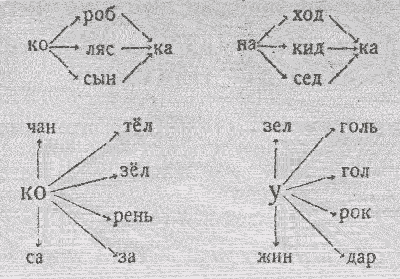 роб ход
ко ляс ка на кид ка
сын сед
чан тёл зел голь
зёл гол
ко у
рень рок
са за жин дар